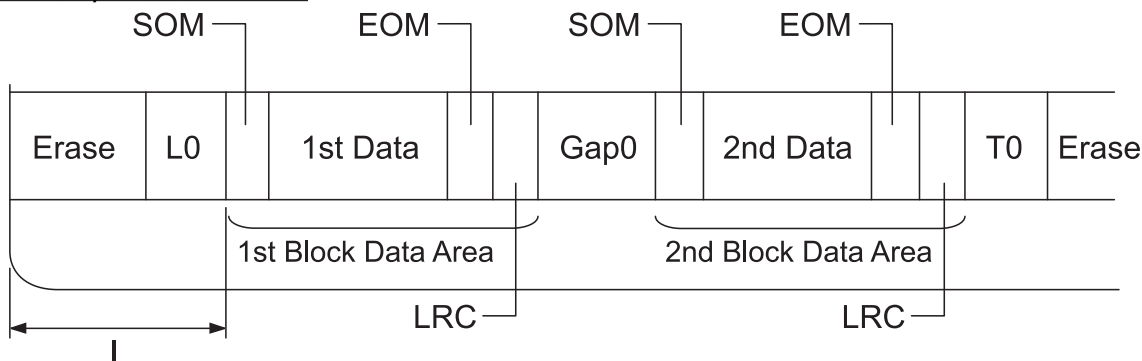 SOM EOM SOM EOM
Erase L0 1st Data Gap0 2nd Data T0 Erase
1st Block Data Area 2nd Block Data Area
LRC LRC